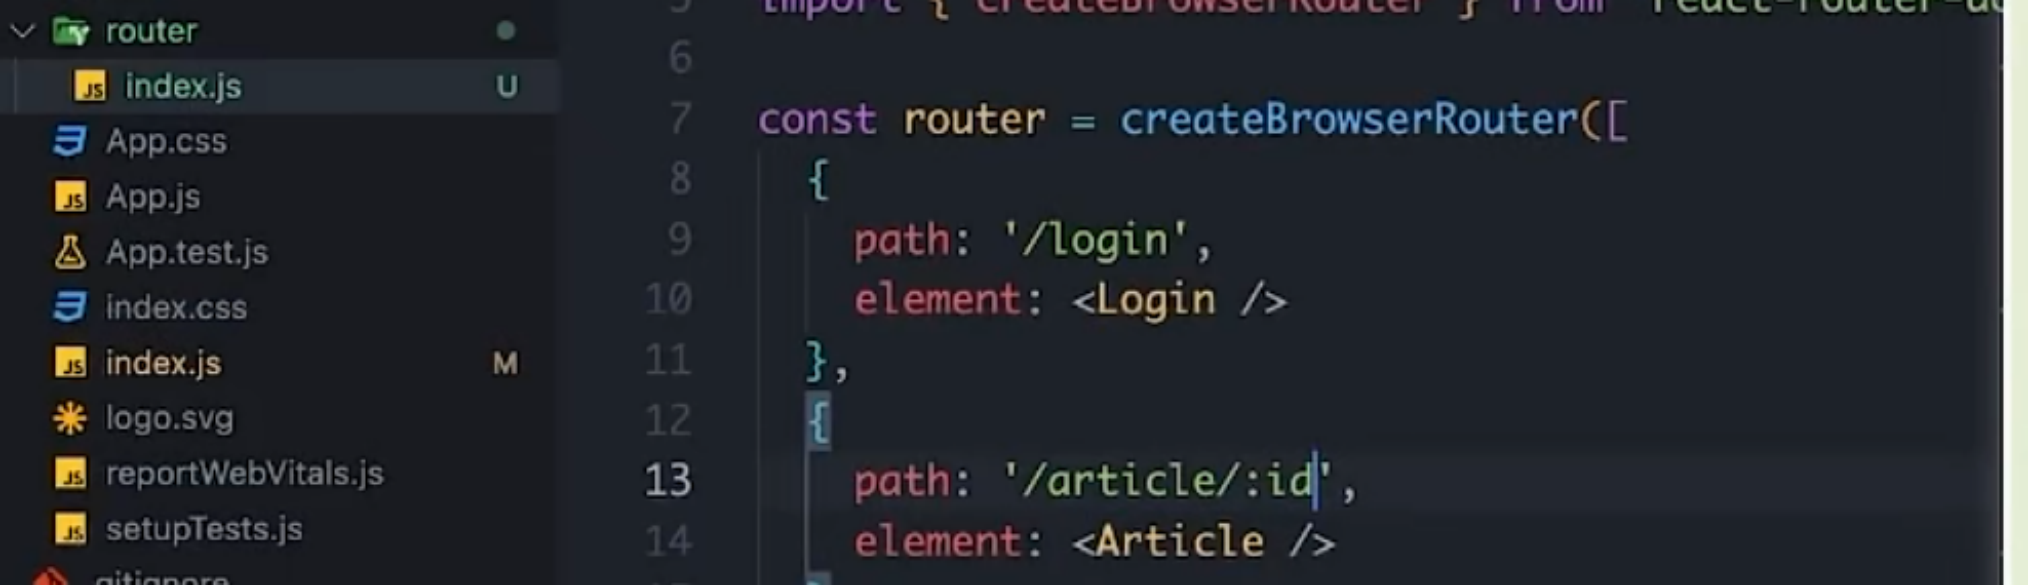 router
index.js U
App.css
App.js
App.test.js
index.css
index.js M
logo.svg
reportWebVitals.js
setupTests.js
.gitignore
5 import { createBrowserRouter } from 'react-router-do
6
7 const router = createBrowserRouter([
8 {
9 path: '/login',
10 element: <Login />
11 },
12 {
13 path: '/article/:id',
14 element: <Article />